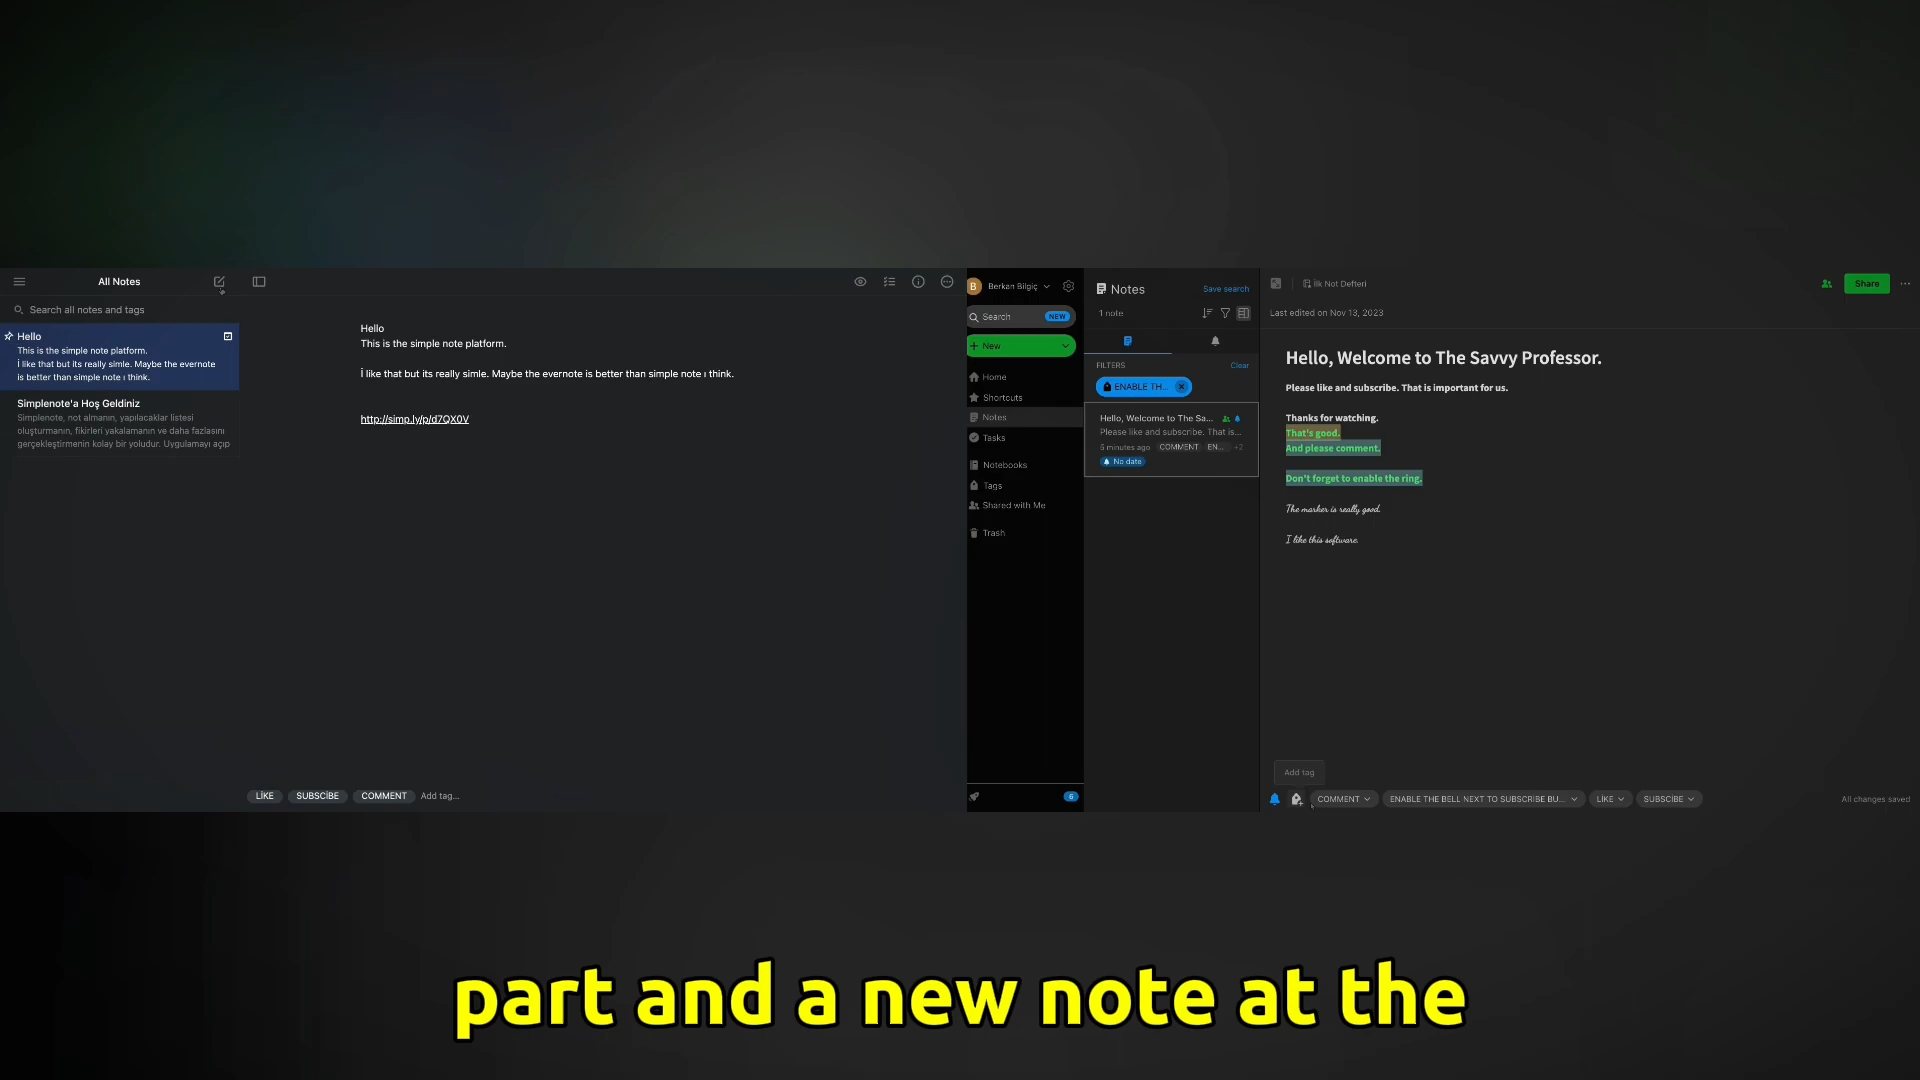 All Notes
Search all notes and tags
Hello
This is the simple note platform.
İ like that but its really simle. Maybe the evernote
is better than simple note ı think.
Simplenote'a Hoş Geldiniz
Simplenote, not almanın, yapılacaklar listesi
oluşturmanın, fikirleri yakalamanın ve daha fazlasını
gerçekleştirmenin kolay bir yoludur. Uygulamayı açıp
Hello
This is the simple note platform.
İ like that but its really simle. Maybe the evernote is better than simple note ı think.
http://simp.ly/p/d7QX0V
LİKE
SUBSCİBE
COMMENT
Add tag...
B
Berkan Bilgiç
Search
NEW
New
Home
Shortcuts
Notes
Tasks
Notebooks
Tags
Shared with Me
Trash
6
Notes
Save search
1 note
FILTERS
Clear
ENABLE TH...
Hello, Welcome to The Sa...
Please like and subscribe. That is...
5 minutes ago COMMENT EN... +2
No date
İlk Not Defteri
Share
Last edited on Nov 13, 2023
Hello, Welcome to The Savvy Professor.
Please like and subscribe. That is important for us.
Thanks for watching.
That's good.
And please comment.
Don't forget to enable the ring.
The marker is really good.
I like this software.
Add tag
COMMENT
ENABLE THE BELL NEXT TO SUBSCRIBE BU...
LİKE
SUBSCİBE
All changes saved
part and a new note at the